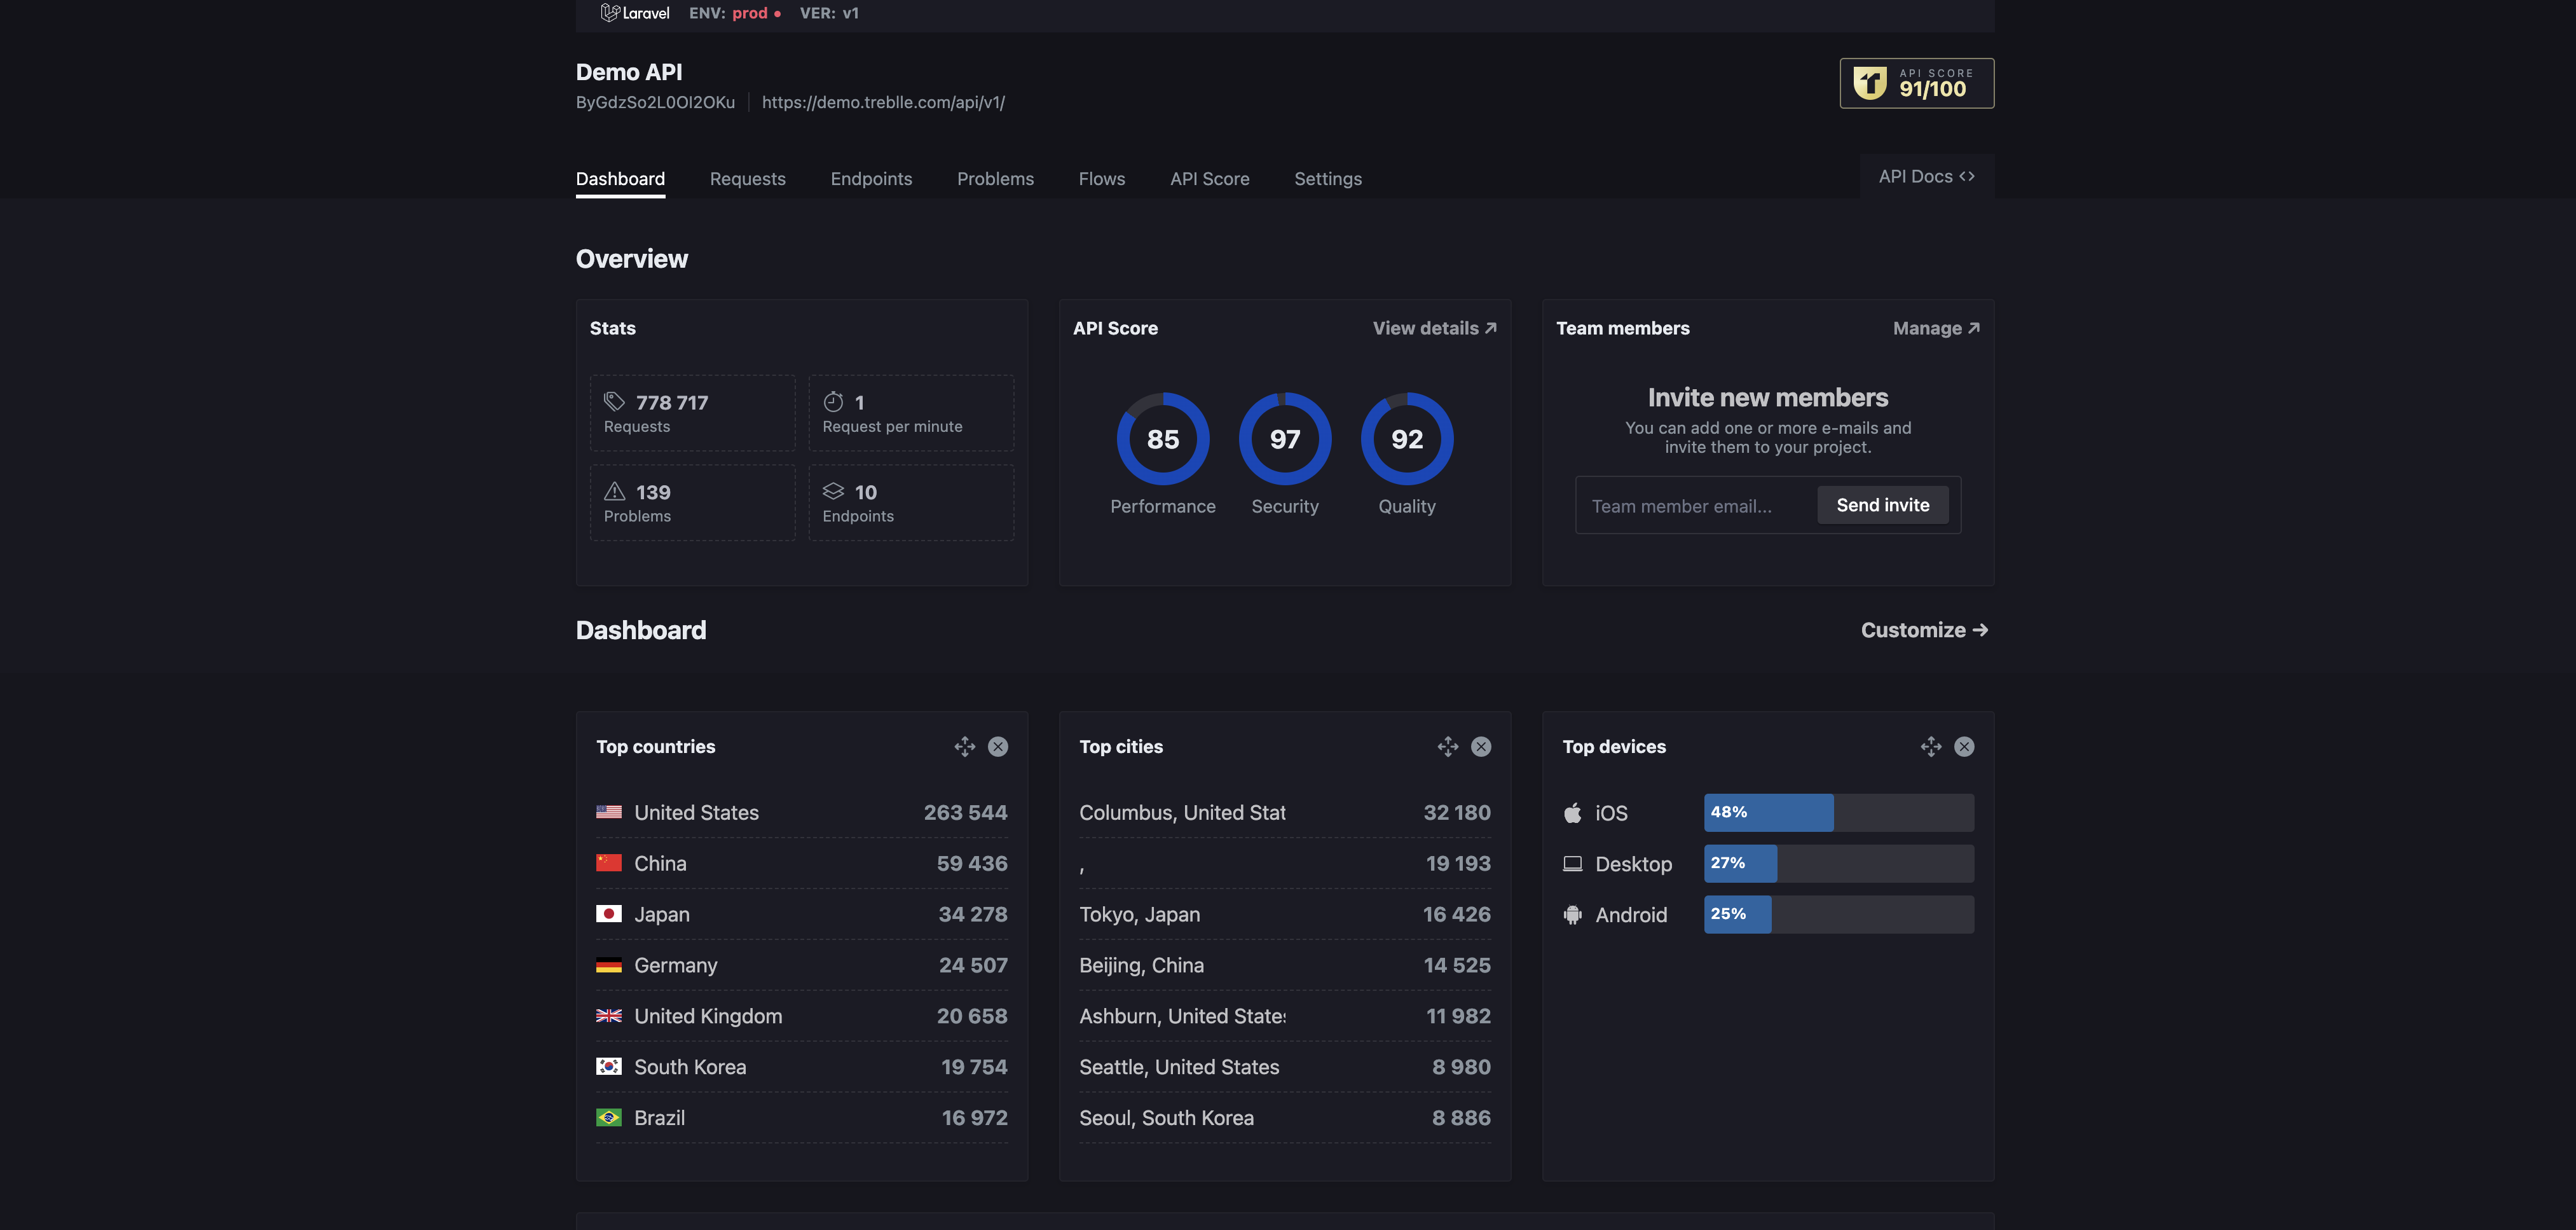 Laravel ENV: prod VER: v1
Demo API
ByGdzSo2L0OI2OKu https://demo.treblle.com/api/v1/
API SCORE
91/100
Dashboard Requests Endpoints Problems Flows API Score Settings API Docs <>
Overview
Stats
778 717
Requests
1
Request per minute
139
Problems
10
Endpoints
API Score View details
85 97 92
Performance Security Quality
Team members Manage
Invite new members
You can add one or more e-mails and
invite them to your project.
Team member email... Send invite
Dashboard Customize →
Top countries
United States 263 544
China 59 436
Japan 34 278
Germany 24 507
United Kingdom 20 658
South Korea 19 754
Brazil 16 972
Top cities
Columbus, United Stat 32 180
, 19 193
Tokyo, Japan 16 426
Beijing, China 14 525
Ashburn, United States 11 982
Seattle, United States 8 980
Seoul, South Korea 8 886
Top devices
iOS 48%
Desktop 27%
Android 25%